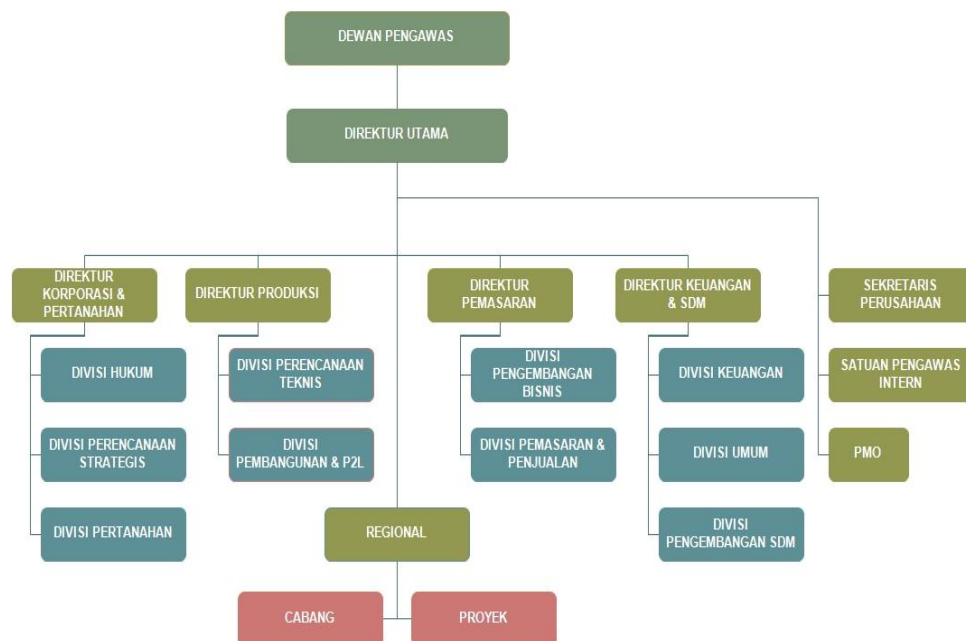 DEWAN PENGAWAS
DIREKTUR UTAMA
DIREKTUR
KORPORASI &
PERTANAHAN
DIREKTUR PRODUKSI
DIREKTUR
PEMASARAN
DIREKTUR KEUANGAN
& SDM
SEKRETARIS
PERUSAHAAN
DIVISI HUKUM
DIVISI PERENCANAAN
TEKNIS
DIVISI
PENGEMBANGAN
BISNIS
DIVISI KEUANGAN
SATUAN PENGAWAS
INTERN
DIVISI PERENCANAAN
STRATEGIS
DIVISI
PEMBANGUNAN & P2L
DIVISI PEMASARAN &
PENJUALAN
DIVISI UMUM
PMO
DIVISI PERTANAHAN
REGIONAL
DIVISI
PENGEMBANGAN SDM
CABANG
PROYEK